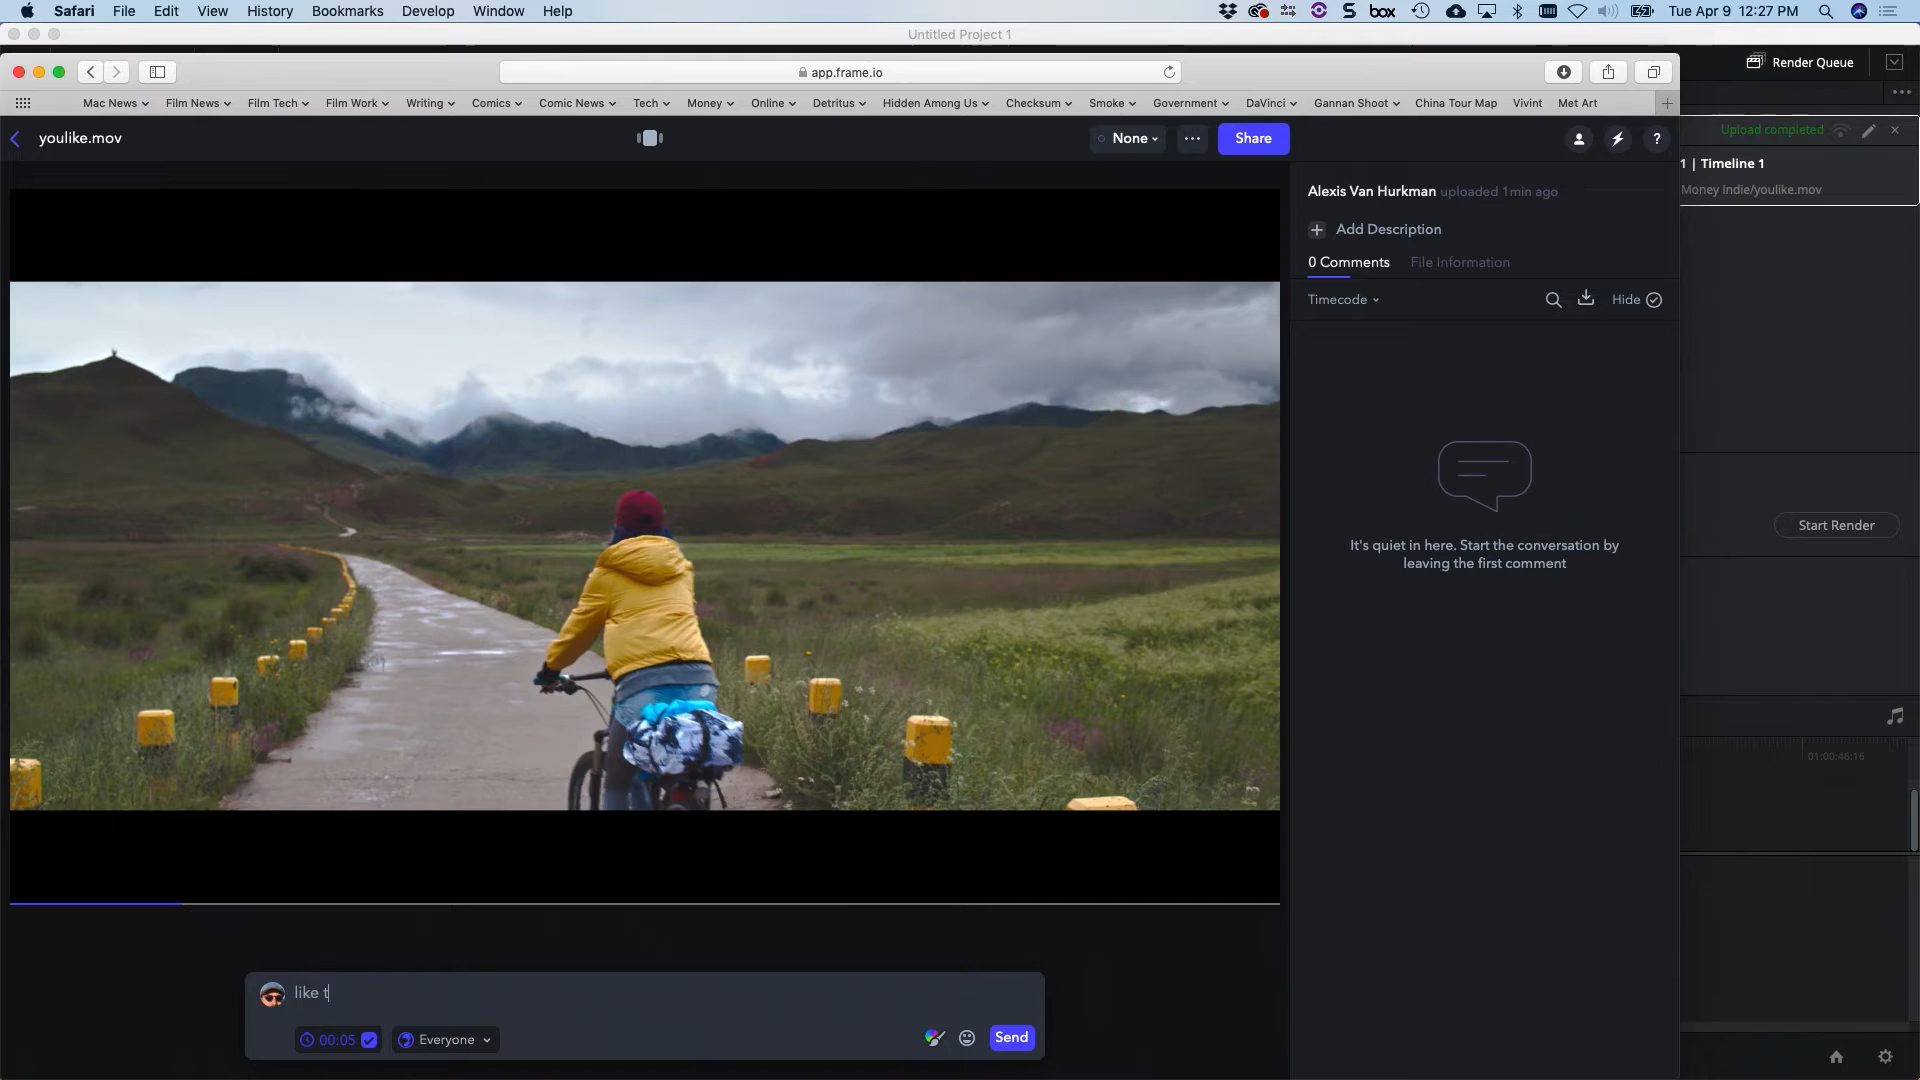 Safari File Edit View History Bookmarks Develop Window Help
box Tue Apr 9 12:27 PM
Untitled Project 1
app.frame.io
Render Queue
Mac News Film News Film Tech Film Work Writing Comics Comic News Tech Money Online Detritus Hidden Among Us Checksum Smoke Government DaVinci Gannan Shoot China Tour Map Vivint Met Art
Upload completed
youlike.mov
None
Share
?
1 | Timeline 1
Money Indie/youlike.mov
Alexis Van Hurkman uploaded 1min ago
Add Description
0 Comments File Information
Timecode
Hide
It's quiet in here. Start the conversation by
leaving the first comment
Start Render
01:00:46:16
like t
00:05
Everyone
Send